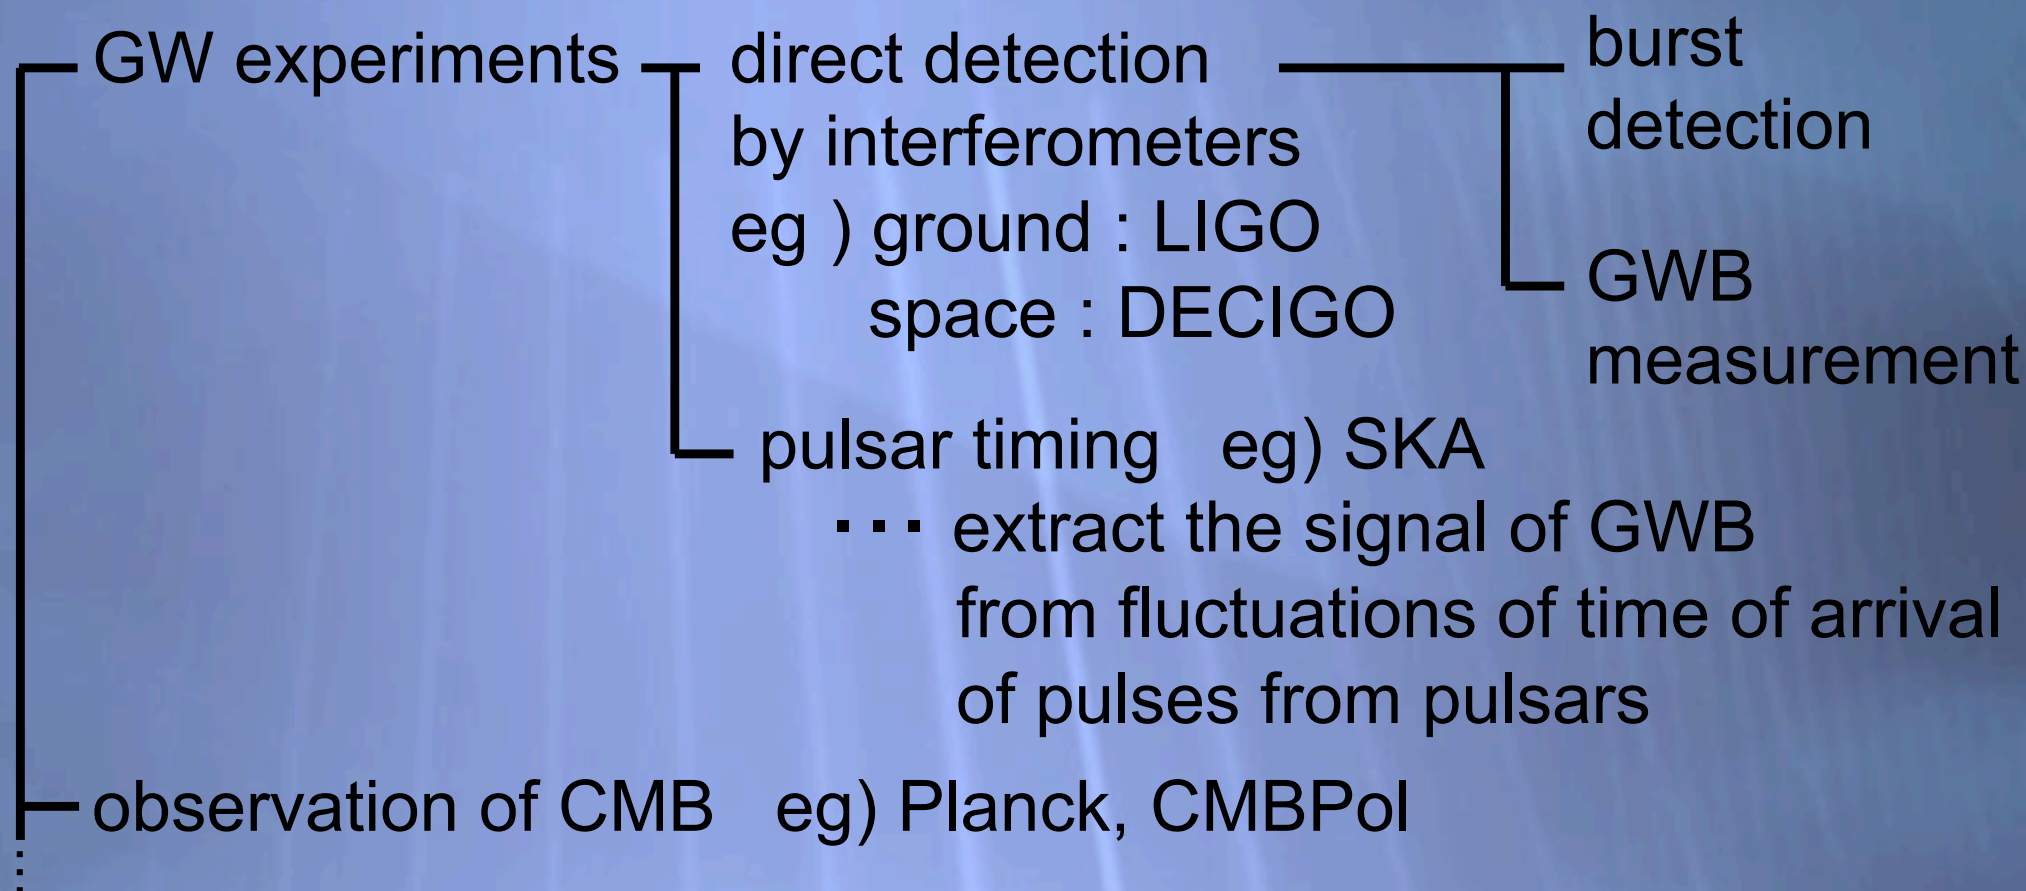 GW experiments
direct detection
by interferometers
eg ) ground : LIGO
space : DECIGO
burst
detection
GWB
measurement
pulsar timing eg) SKA
··· extract the signal of GWB
from fluctuations of time of arrival
of pulses from pulsars
observation of CMB eg) Planck, CMBPol